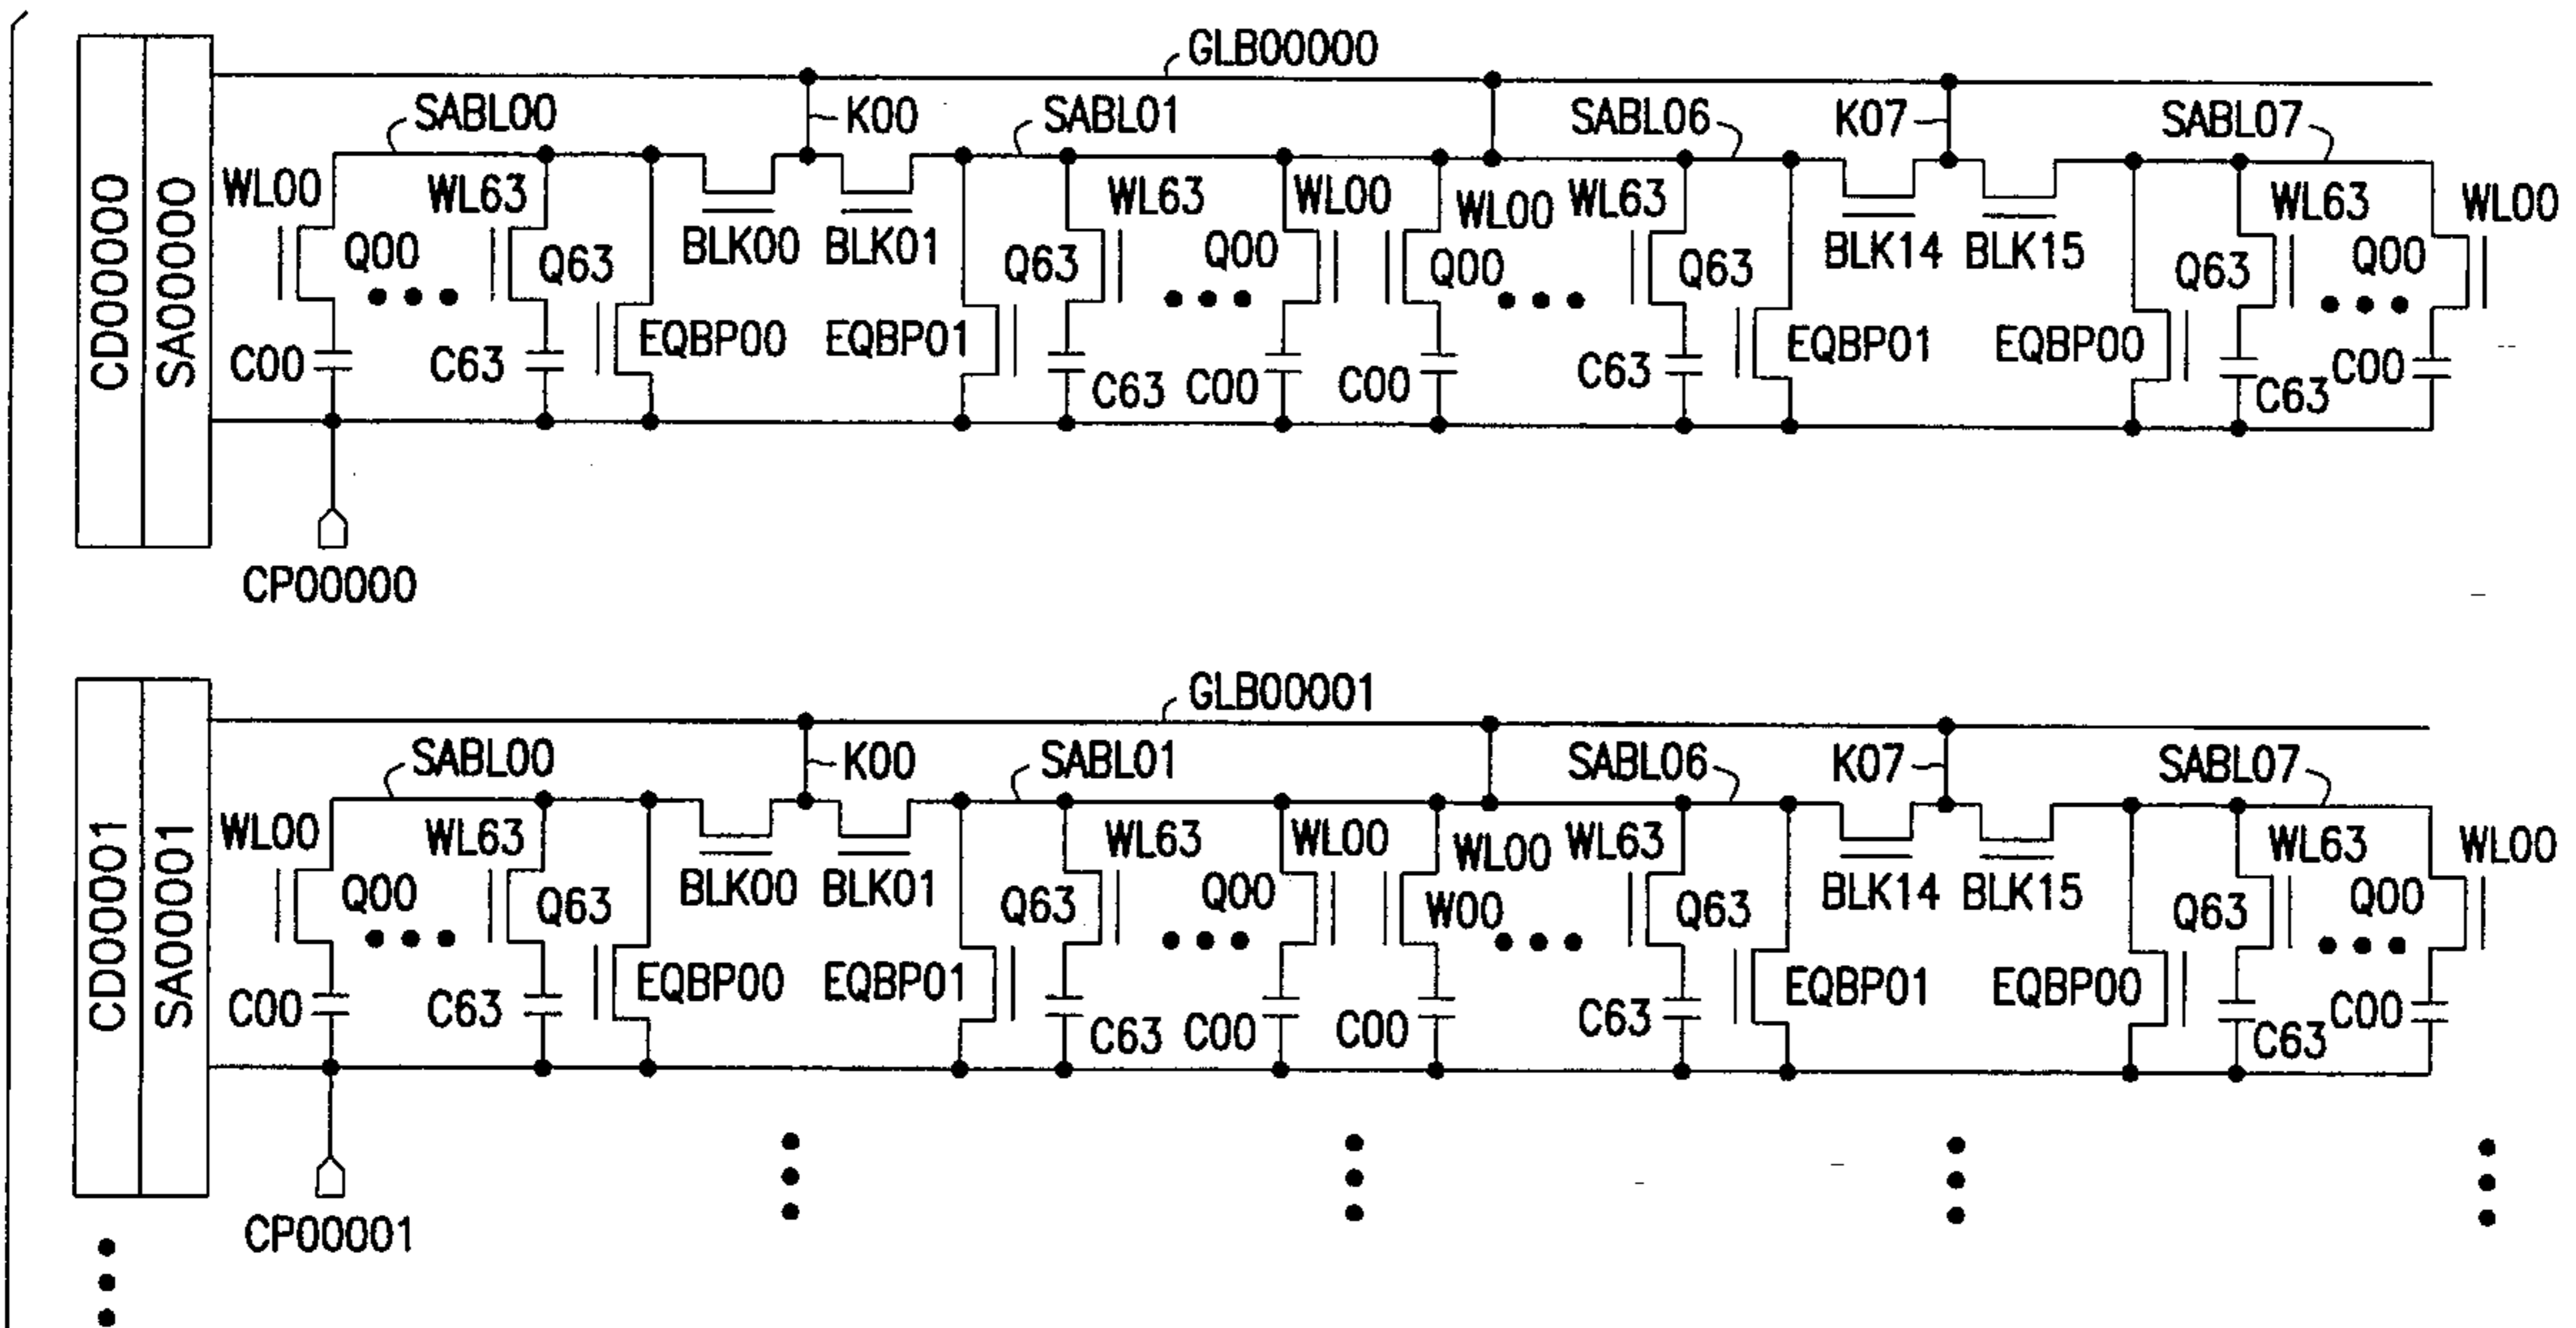 GLB00000
SABL00 K00 SABL01 SABL06 K07 SABL07
CD00000 SA00000
WL00 WL63 WL63 WL00 WL00 WL63 WL63 WL00
Q00 Q63 BLK00 BLK01 Q63 Q00 Q00 Q63 BLK14 BLK15 Q63 Q00
C00 C63 EQBP00 EQBP01 C63 C00 C00 C63 EQBP01 EQBP00 C63 C00
CP00000
GLB00001
SABL00 K00 SABL01 SABL06 K07 SABL07
CD00001 SA00001
WL00 WL63 WL63 WL00 WL00 WL63 WL63 WL00
Q00 Q63 BLK00 BLK01 Q63 Q00 W00 Q63 BLK14 BLK15 Q63 Q00
C00 C63 EQBP00 EQBP01 C63 C00 C00 C63 EQBP01 EQBP00 C63 C00
CP00001